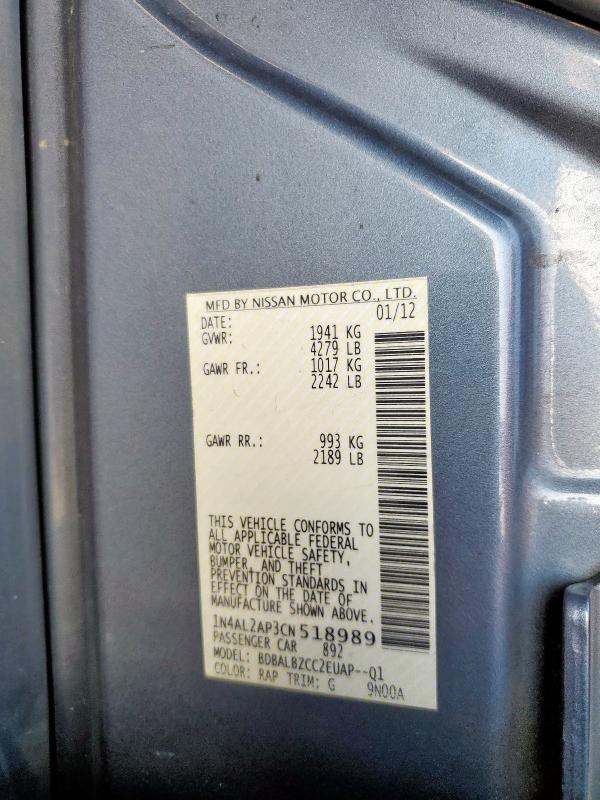 MFD BY NISSAN MOTOR CO., LTD.
DATE: 01/12
GVWR: 1941 KG
4279 LB
GAWR FR.: 1017 KG
2242 LB
GAWR RR.: 993 KG
2189 LB
THIS VEHICLE CONFORMS TO
ALL APPLICABLE FEDERAL
MOTOR VEHICLE SAFETY,
BUMPER, AND THEFT
PREVENTION STANDARDS IN
EFFECT ON THE DATE OF
MANUFACTURE SHOWN ABOVE.
1N4AL2AP3CN518989
PASSENGER CAR 892
MODEL: BDBALBZCC2EUAP--Q1
COLOR: RAP TRIM: G 9N00A